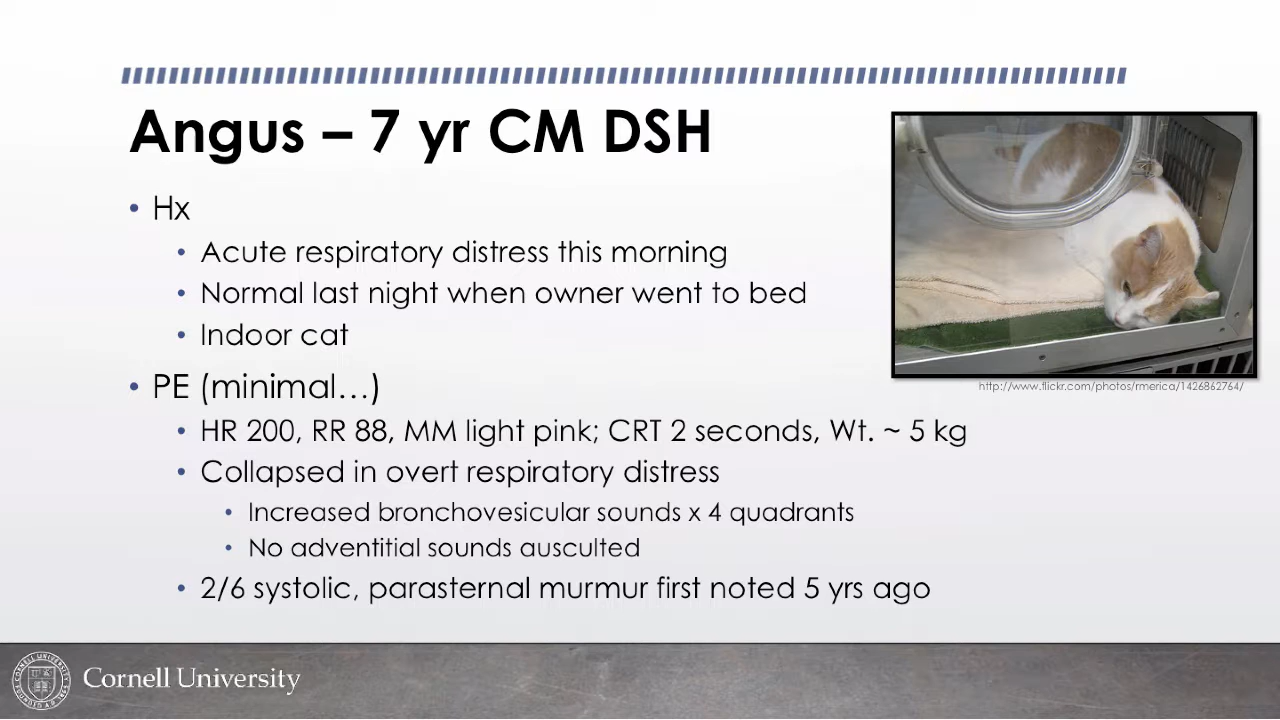 Angus – 7 yr CM DSH
• Hx
• Acute respiratory distress this morning
• Normal last night when owner went to bed
• Indoor cat
http://www.flickr.com/photos/rmerica/1426862764/
• PE (minimal…)
• HR 200, RR 88, MM light pink; CRT 2 seconds, Wt. ~ 5 kg
• Collapsed in overt respiratory distress
• Increased bronchovesicular sounds x 4 quadrants
• No adventitial sounds ausculted
• 2/6 systolic, parasternal murmur first noted 5 yrs ago
Cornell University